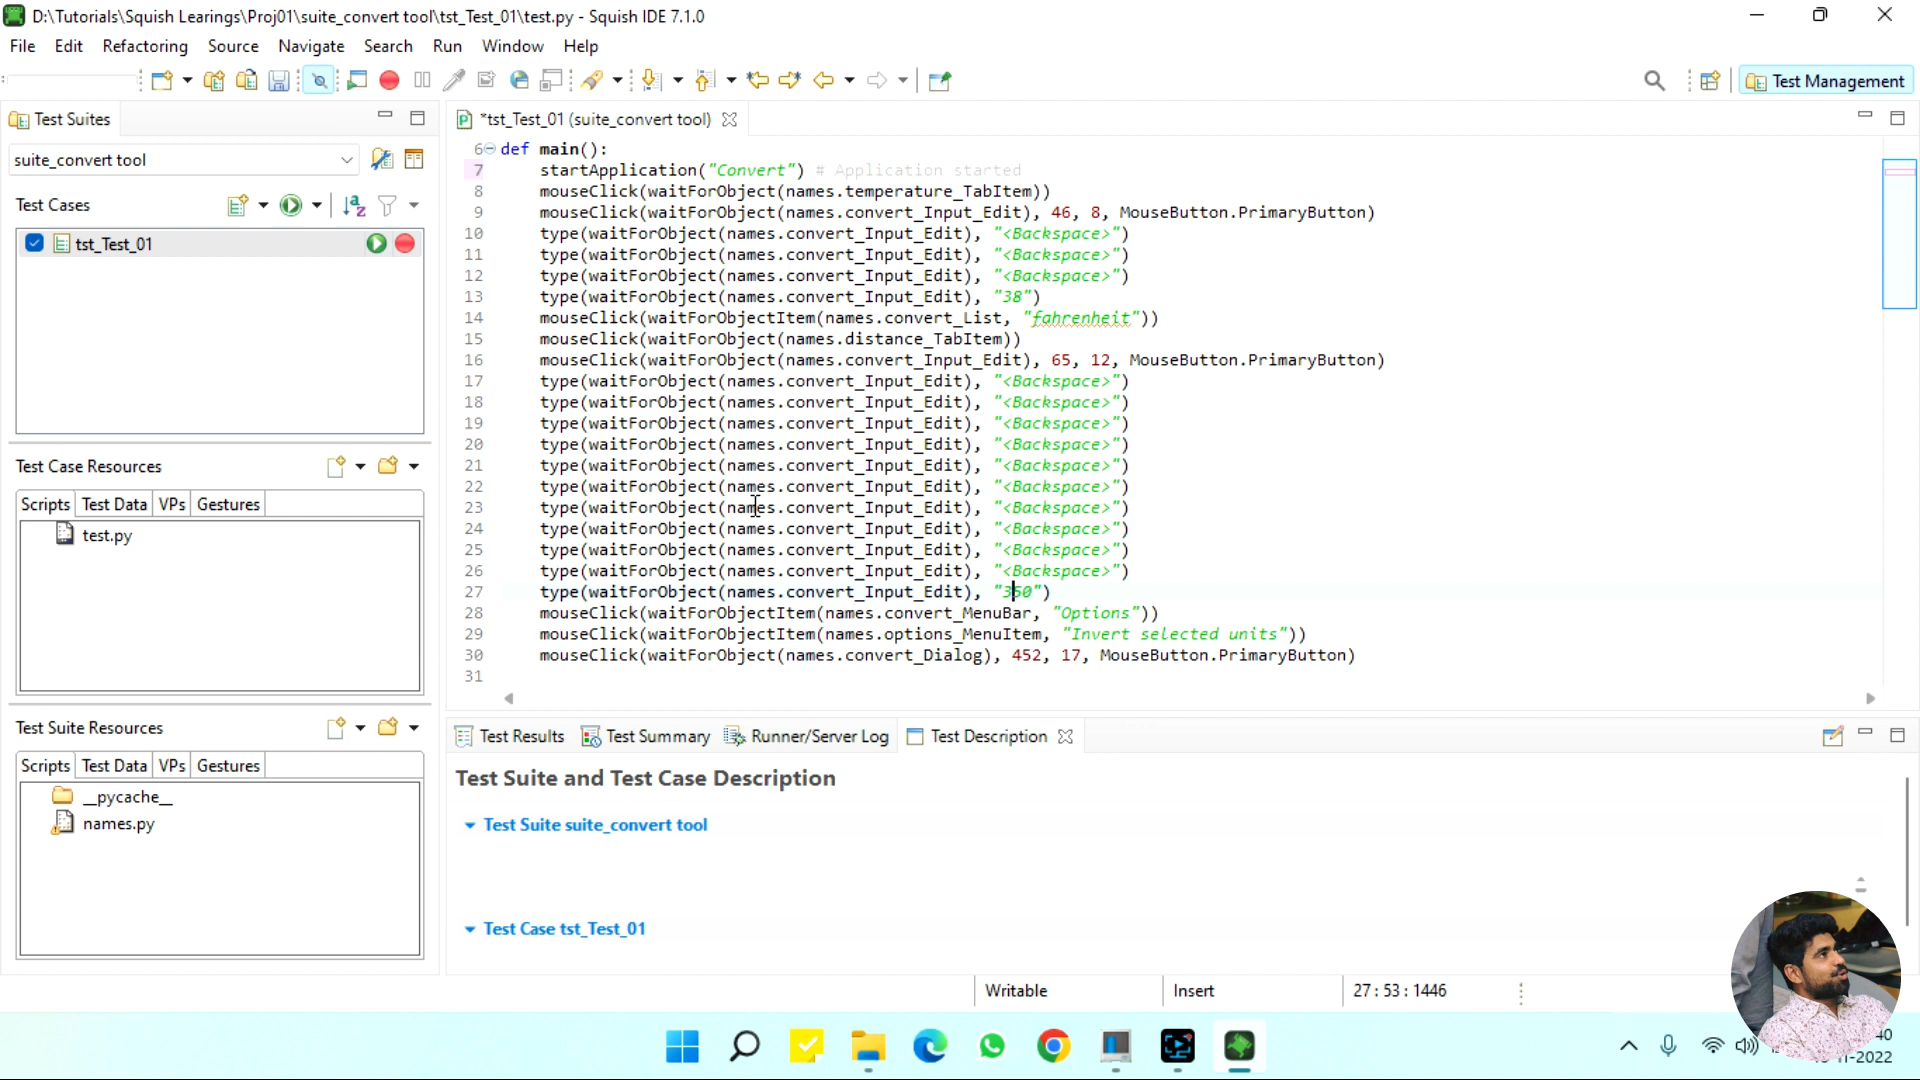 D:\Tutorials\Squish Learings\Proj01\suite_convert tool\tst_Test_01\test.py - Squish IDE 7.1.0
File Edit Refactoring Source Navigate Search Run Window Help
Test Management
Test Suites
suite_convert tool
Test Cases
tst_Test_01
Test Case Resources
Scripts Test Data VPs Gestures
test.py
Test Suite Resources
Scripts Test Data VPs Gestures
__pycache__
names.py
*tst_Test_01 (suite_convert tool)
6 def main():
7 startApplication("Convert") # Application started
8 mouseClick(waitForObject(names.temperature_TabItem))
9 mouseClick(waitForObject(names.convert_Input_Edit), 46, 8, MouseButton.PrimaryButton)
10 type(waitForObject(names.convert_Input_Edit), "<Backspace>")
11 type(waitForObject(names.convert_Input_Edit), "<Backspace>")
12 type(waitForObject(names.convert_Input_Edit), "<Backspace>")
13 type(waitForObject(names.convert_Input_Edit), "38")
14 mouseClick(waitForObjectItem(names.convert_List, "fahrenheit"))
15 mouseClick(waitForObject(names.distance_TabItem))
16 mouseClick(waitForObject(names.convert_Input_Edit), 65, 12, MouseButton.PrimaryButton)
17 type(waitForObject(names.convert_Input_Edit), "<Backspace>")
18 type(waitForObject(names.convert_Input_Edit), "<Backspace>")
19 type(waitForObject(names.convert_Input_Edit), "<Backspace>")
20 type(waitForObject(names.convert_Input_Edit), "<Backspace>")
21 type(waitForObject(names.convert_Input_Edit), "<Backspace>")
22 type(waitForObject(names.convert_Input_Edit), "<Backspace>")
23 type(waitForObject(names.convert_Input_Edit), "<Backspace>")
24 type(waitForObject(names.convert_Input_Edit), "<Backspace>")
25 type(waitForObject(names.convert_Input_Edit), "<Backspace>")
26 type(waitForObject(names.convert_Input_Edit), "<Backspace>")
27 type(waitForObject(names.convert_Input_Edit), "350")
28 mouseClick(waitForObjectItem(names.convert_MenuBar, "Options"))
29 mouseClick(waitForObjectItem(names.options_MenuItem, "Invert selected units"))
30 mouseClick(waitForObject(names.convert_Dialog), 452, 17, MouseButton.PrimaryButton)
31
Test Results Test Summary Runner/Server Log Test Description
Test Suite and Test Case Description
Test Suite suite_convert tool
Test Case tst_Test_01
Writable Insert 27 : 53 : 1446